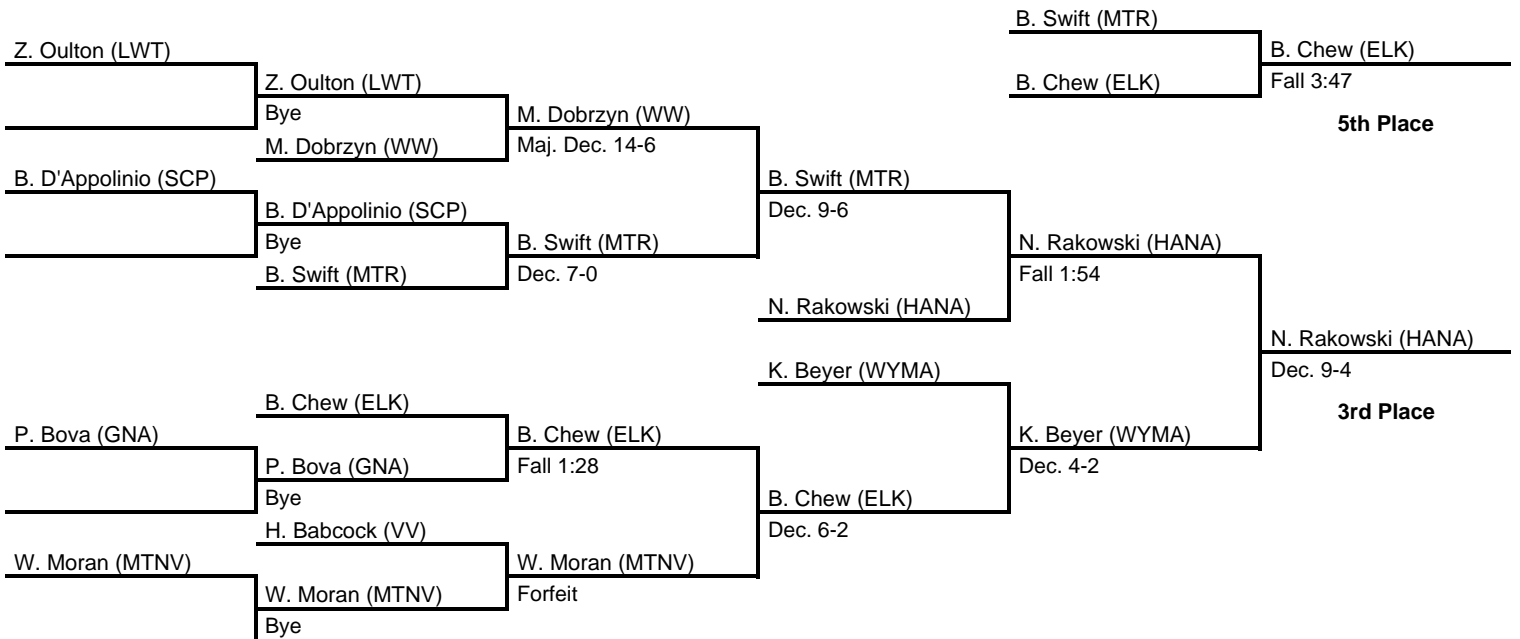 B. Swift (MTR)
Z. Oulton (LWT)
B. Chew (ELK)
Z. Oulton (LWT)
B. Chew (ELK)
Fall 3:47
Bye
M. Dobrzyn (WW)
5th Place
M. Dobrzyn (WW)
Maj. Dec. 14-6
B. D'Appolinio (SCP)
B. Swift (MTR)
B. D'Appolinio (SCP)
Dec. 9-6
Bye
B. Swift (MTR)
N. Rakowski (HANA)
B. Swift (MTR)
Dec. 7-0
Fall 1:54
N. Rakowski (HANA)
N. Rakowski (HANA)
K. Beyer (WYMA)
Dec. 9-4
B. Chew (ELK)
3rd Place
P. Bova (GNA)
B. Chew (ELK)
K. Beyer (WYMA)
P. Bova (GNA)
Fall 1:28
Dec. 4-2
Bye
B. Chew (ELK)
H. Babcock (VV)
Dec. 6-2
W. Moran (MTNV)
W. Moran (MTNV)
W. Moran (MTNV)
Forfeit
Bye